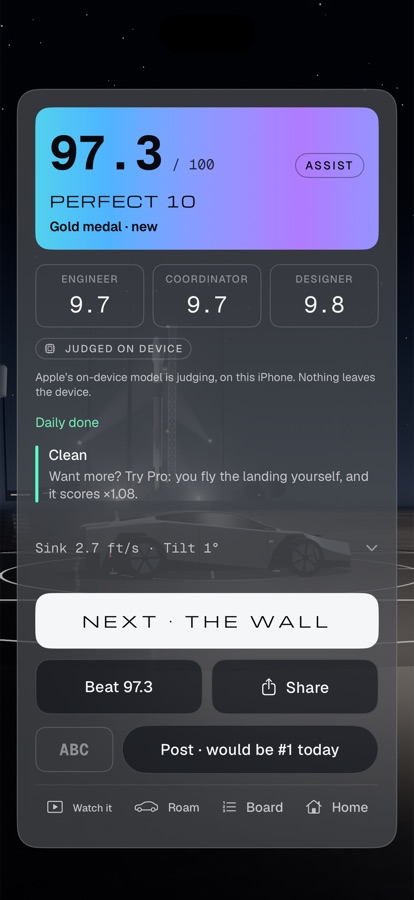 97.3 / 100
ASSIST
PERFECT 10
Gold medal · new
ENGINEER
9.7
COORDINATOR
9.7
DESIGNER
9.8
JUDGED ON DEVICE
Apple's on-device model is judging, on this iPhone. Nothing leaves
the device.
Daily done
Clean
Want more? Try Pro: you fly the landing yourself, and
it scores ×1.08.
Sink 2.7 ft/s · Tilt 1°
NEXT · THE WALL
Beat 97.3
Share
ABC
Post · would be #1 today
Watch it
Roam
Board
Home